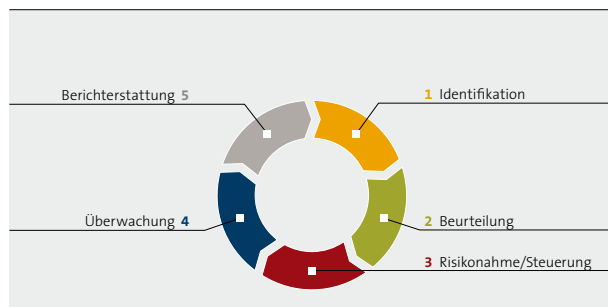 Berichterstattung 5
1 Identifikation
Überwachung 4
2 Beurteilung
3 Risikonahme/Steuerung